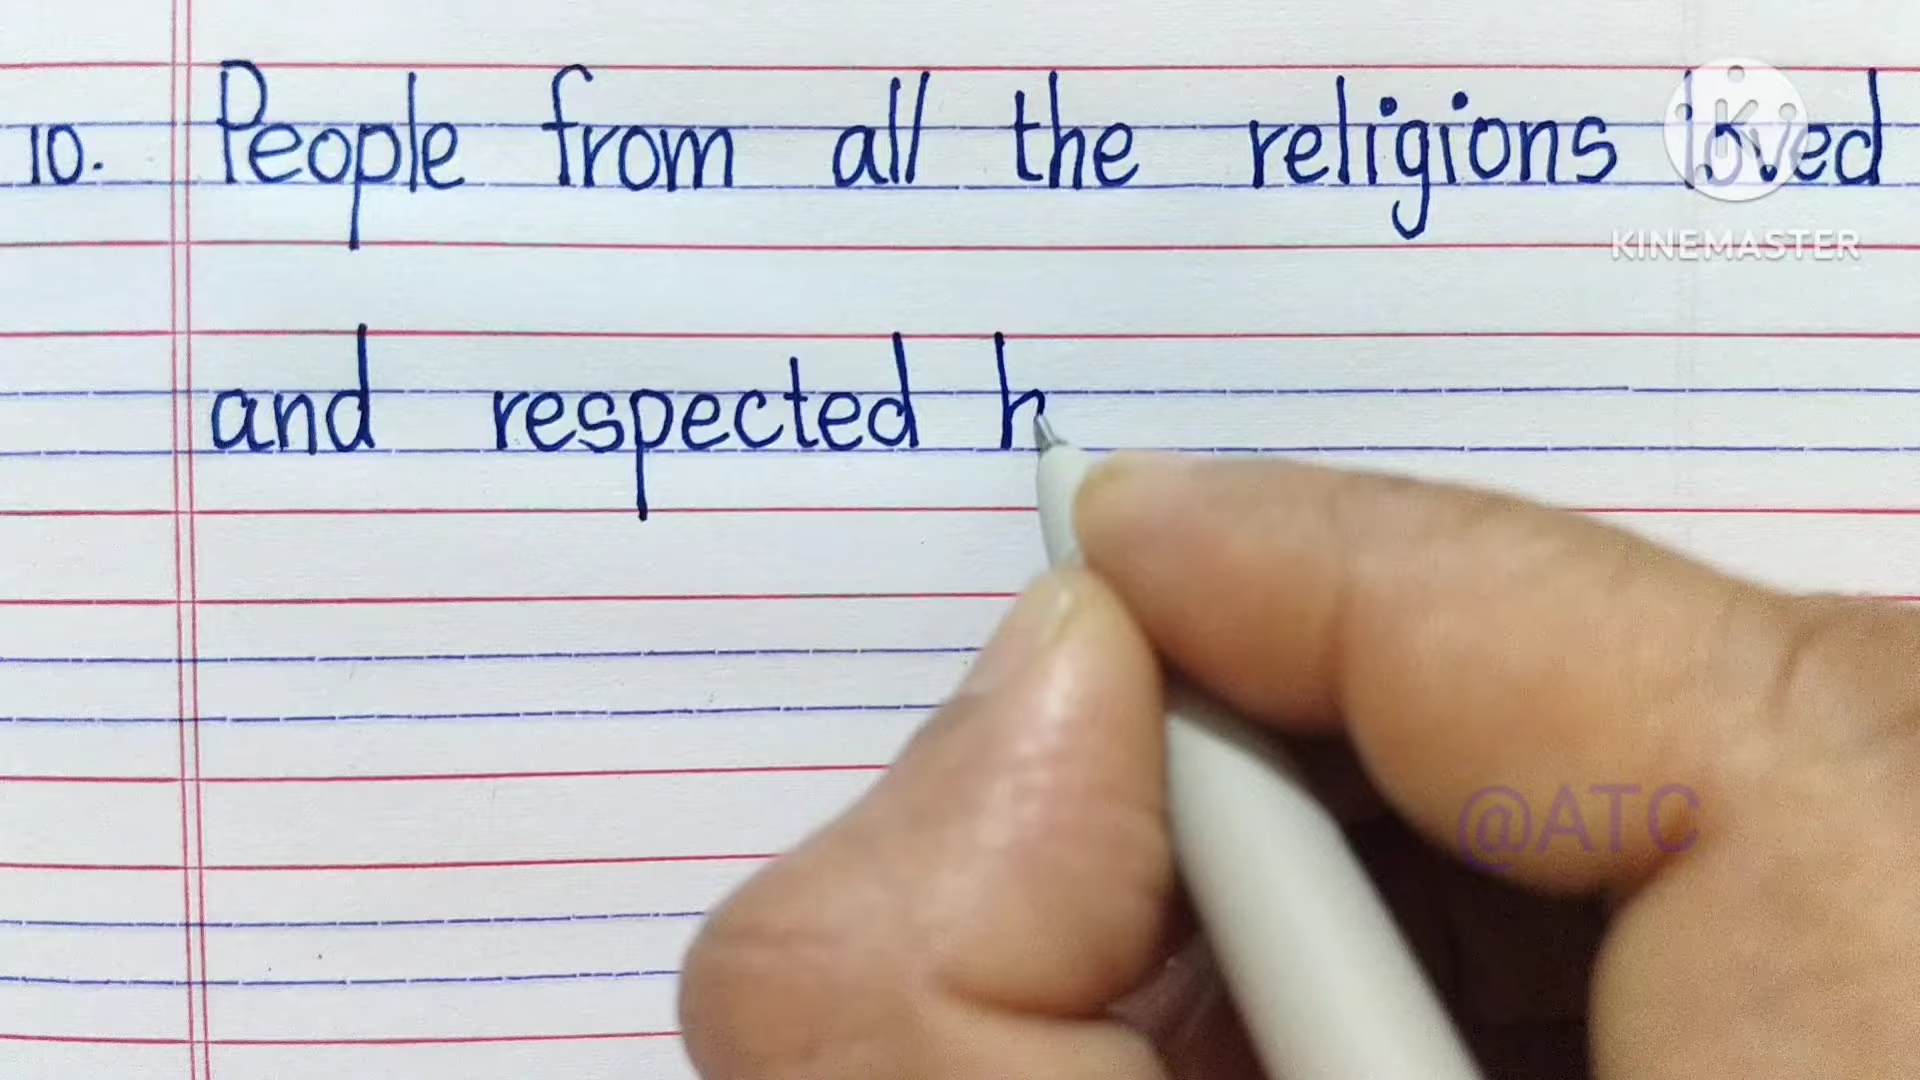 10. People from all the religions loved
KINEMASTER
and respected h
@ATC